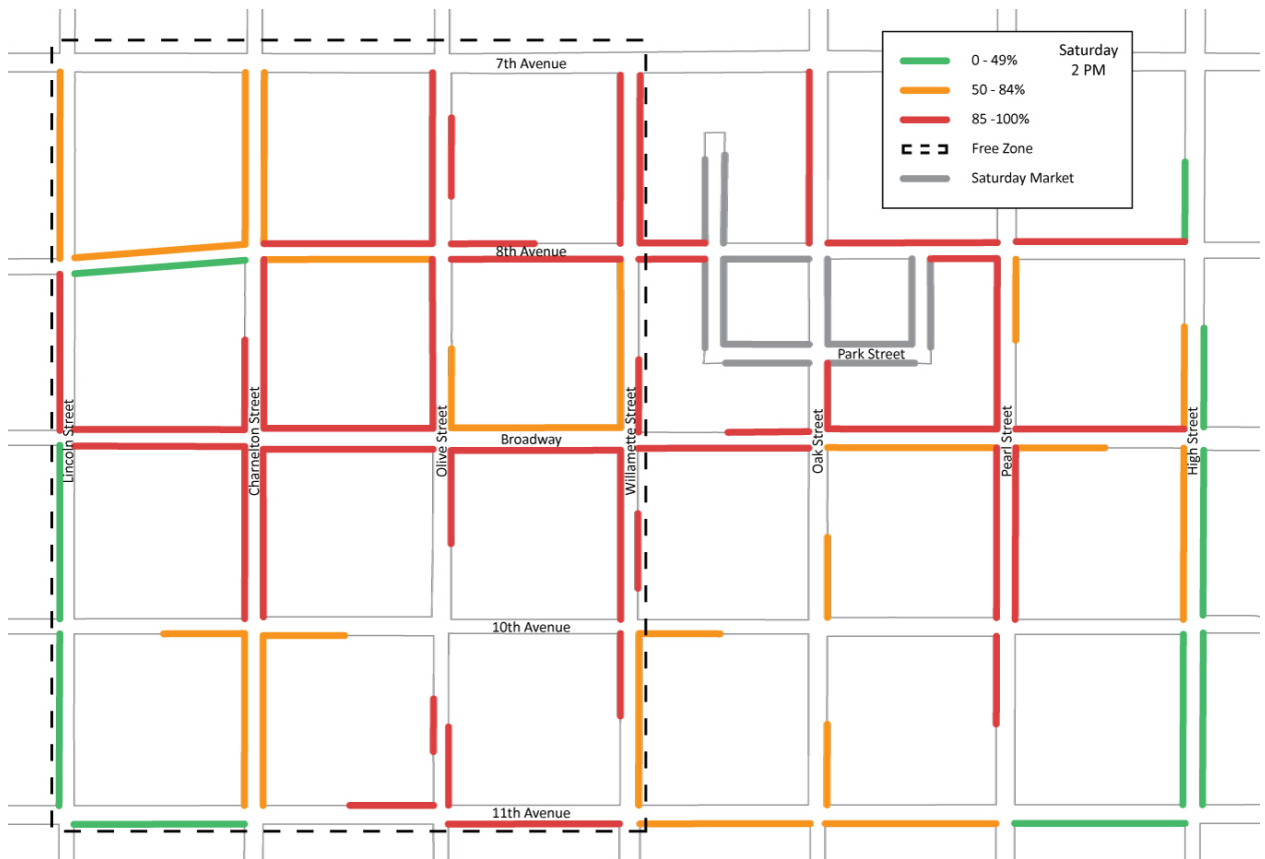 7th Avenue
0 - 49%
Saturday
2 PM
50 - 84%
85 -100%
Free Zone
Saturday Market
8th Avenue
Park Street
Lincoln Street
Charnelton Street
Olive Street
Broadway
Willamette Street
Oak Street
Pearl Street
High Street
10th Avenue
11th Avenue